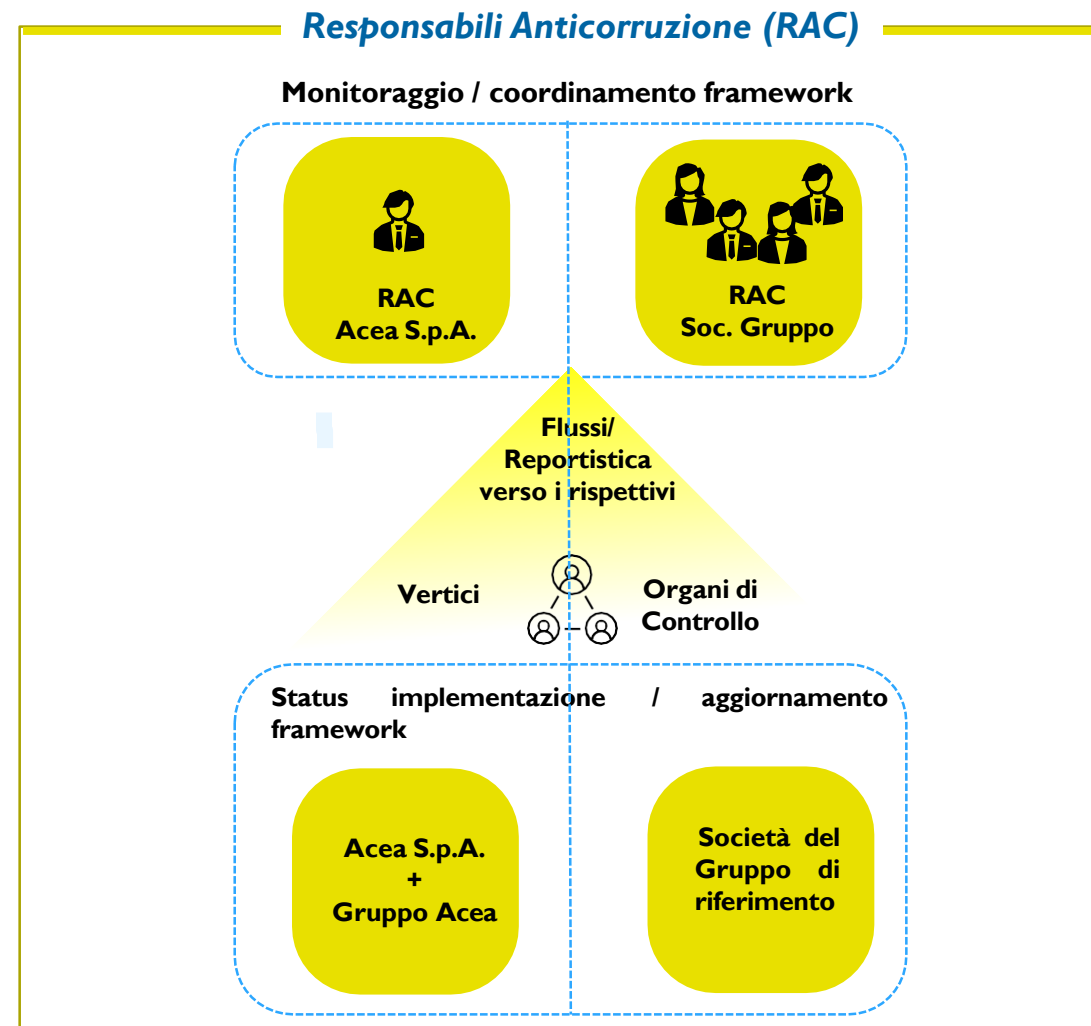 Responsabili Anticorruzione (RAC)
Monitoraggio / coordinamento framework
RAC
Acea S.p.A.
RAC
Soc. Gruppo
Flussi/
Reportistica
verso i rispettivi
Vertici
Organi di
Controllo
Status implementazione / aggiornamento
framework
Acea S.p.A.
+
Gruppo Acea
Società del
Gruppo di
riferimento